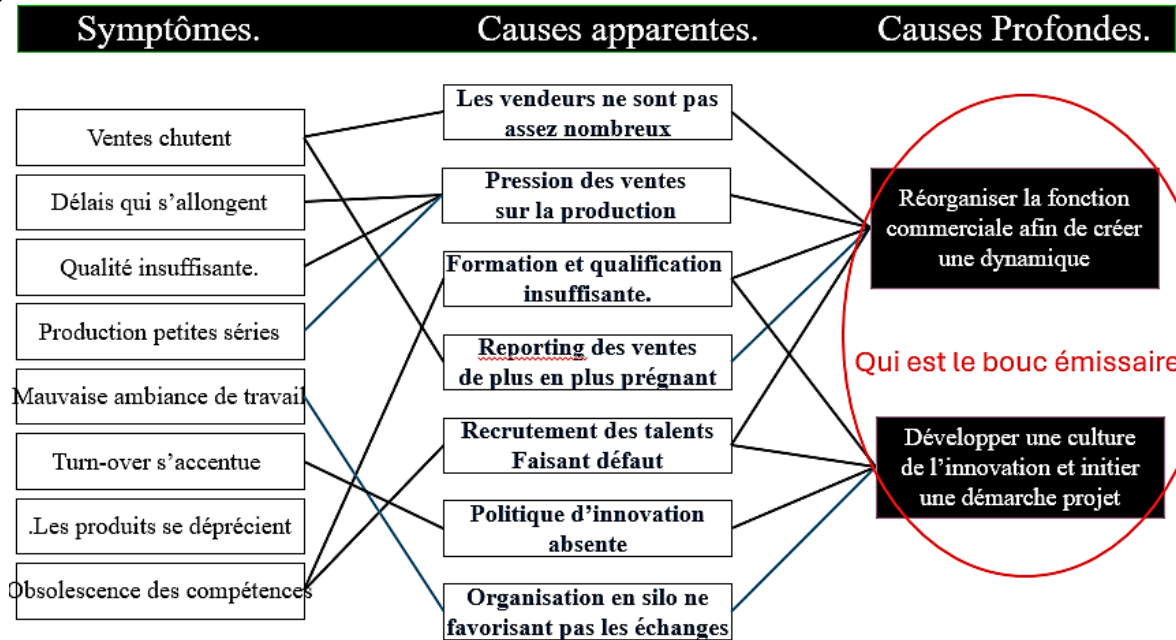 Symptômes.
Causes apparentes.
Causes Profondes.
Ventes chutent
Délais qui s’allongent
Qualité insuffisante.
Production petites séries
Mauvaise ambiance de travail
Turn-over s’accentue
.Les produits se déprécient
Obsolescence des compétences
Les vendeurs ne sont pas
assez nombreux
Pression des ventes
sur la production
Formation et qualification
insuffisante.
Reporting des ventes
de plus en plus prégnant
Recrutement des talents
Faisant défaut
Politique d’innovation
absente
Organisation en silo ne
favorisant pas les échanges
Réorganiser la fonction
commerciale afin de créer
une dynamique
Qui est le bouc émissaire
Développer une culture
de l’innovation et initier
une démarche projet